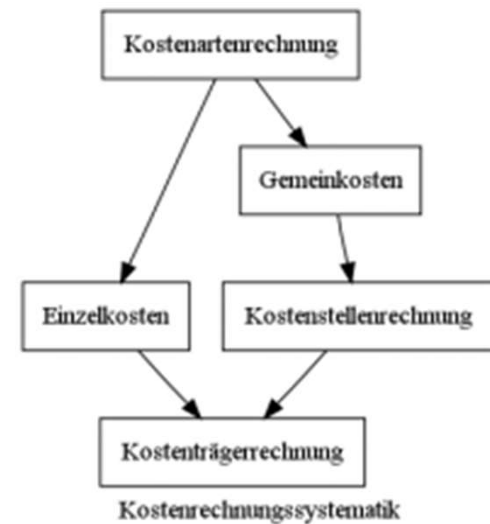 Kostenartenrechnung
Gemeinkosten
Einzelkosten
Kostenstellenrechnung
Kostenträgerrechnung
Kostenrechnungssystematik